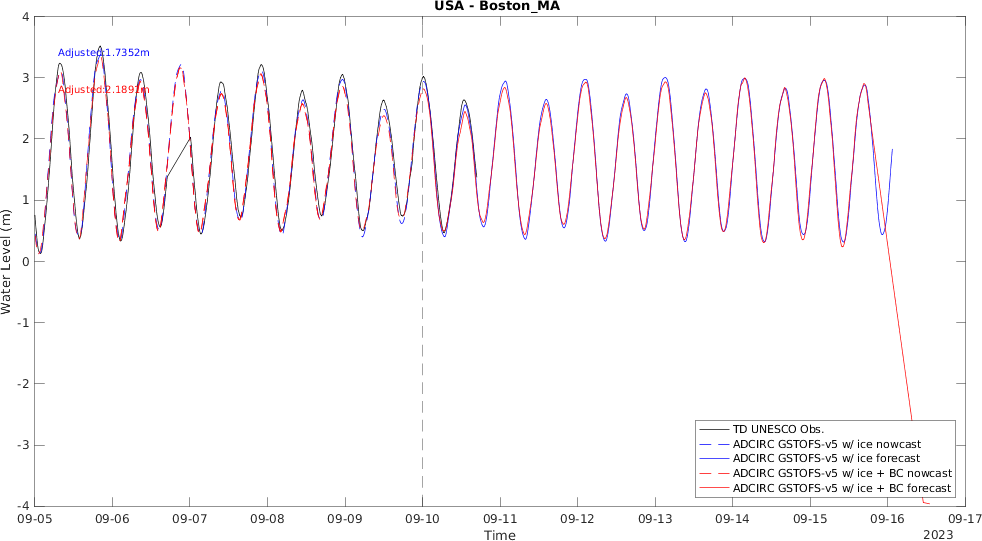 USA - Boston_MA
4
3
2
1
0
-1
-2
-3
-4
Water Level (m)
Adjusted:1.7352m
Adjusted:2.1892m
TD UNESCO Obs.
ADCIRC GSTOFS-v5 w/ ice nowcast
ADCIRC GSTOFS-v5 w/ ice forecast
ADCIRC GSTOFS-v5 w/ ice + BC nowcast
ADCIRC GSTOFS-v5 w/ ice + BC forecast
09-05 09-06 09-07 09-08 09-09 09-10 09-11 09-12 09-13 09-14 09-15 09-16 09-17
Time
2023